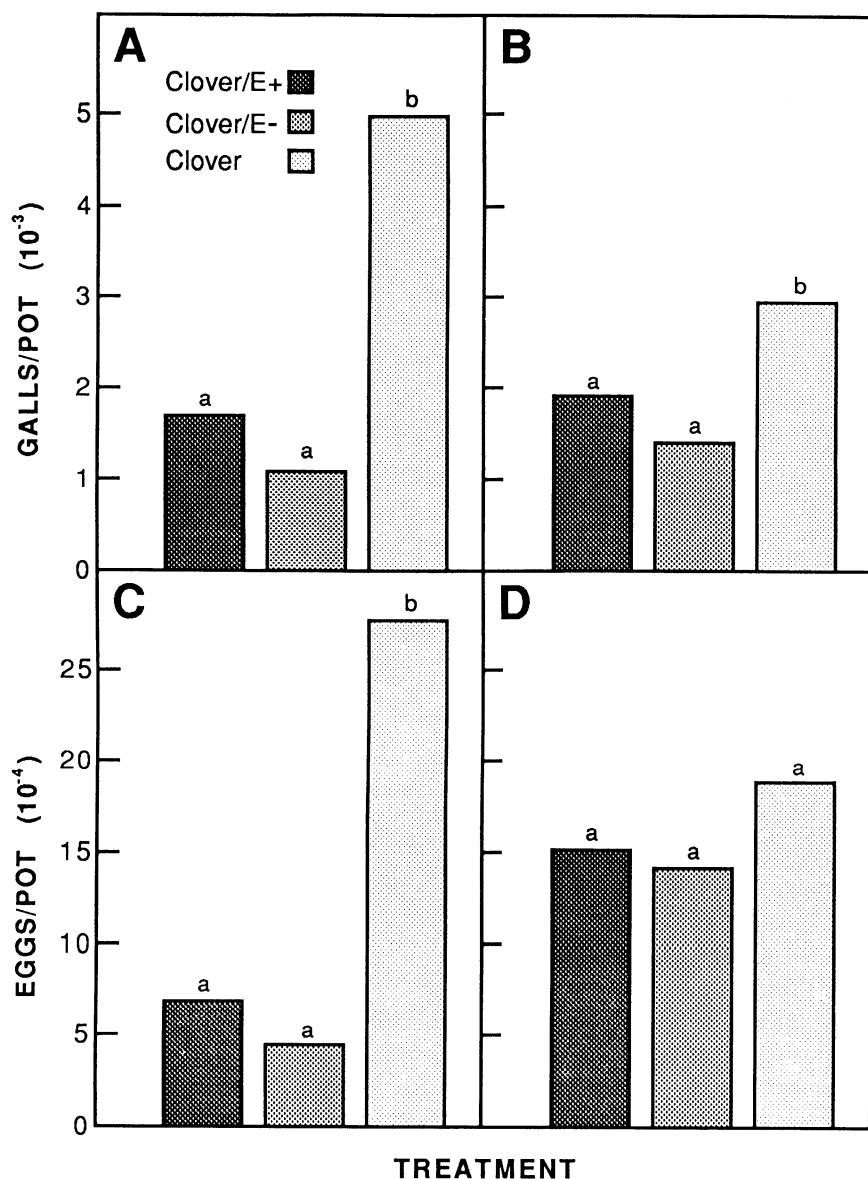 A
B
Clover/E+
Clover/E-
Clover
5
4
3
2
1
0
GALLS/POT (10⁻³)
a
a
b
a
a
b
C
D
25
20
15
10
5
0
EGGS/POT (10⁻⁴)
a
a
b
a
a
a
TREATMENT